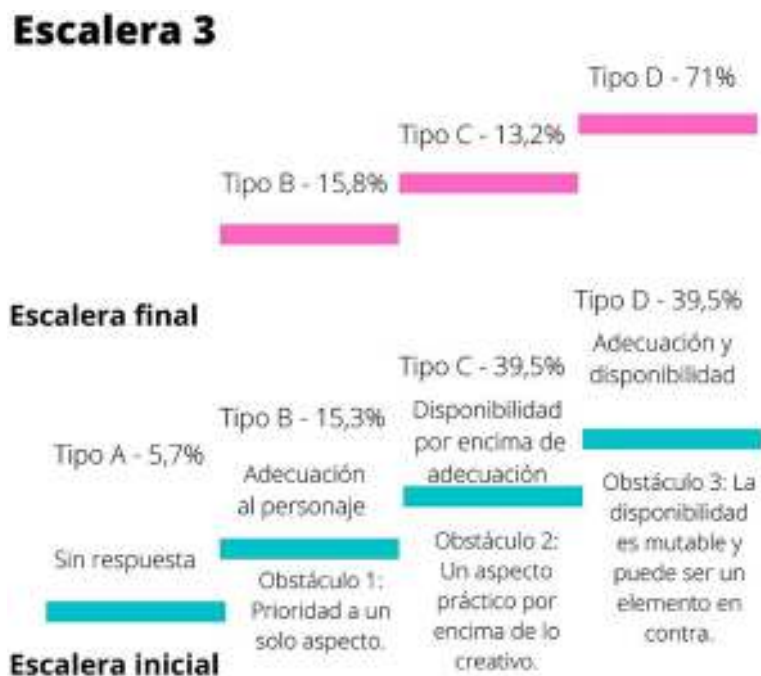 Escalera 3
Tipo D - 71%
Tipo C - 13,2%
Tipo B - 15,8%
Escalera final
Tipo D - 39,5%
Adecuación y
disponibilidad
Tipo C - 39,5%
Disponibilidad
por encima de
adecuación
Tipo B - 15,3%
Adecuación
al personaje
Tipo A - 5,7%
Sin respuesta
Obstáculo 1:
Prioridad a un
solo aspecto.
Obstáculo 2:
Un aspecto
práctico por
encima de lo
creativo.
Obstáculo 3: La
disponibilidad
es mutable y
puede ser un
elemento en
contra.
Escalera inicial